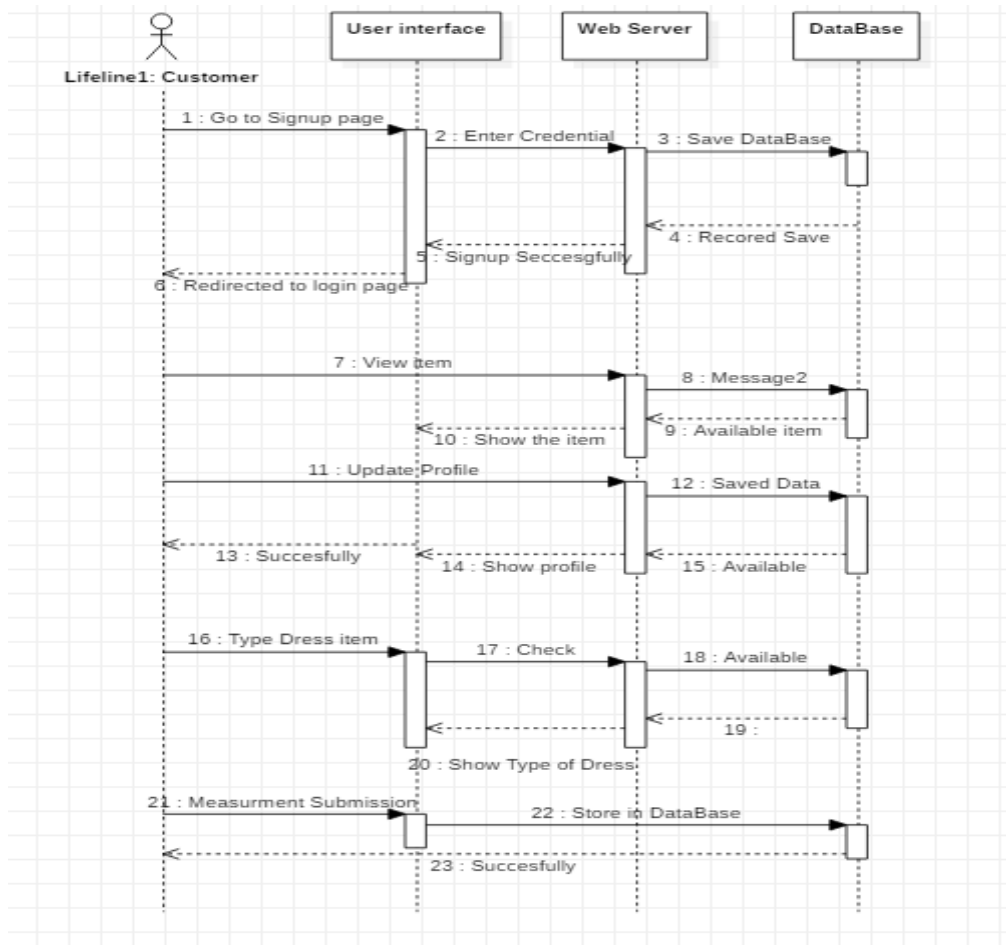 User interface
Web Server
DataBase
Lifeline1: Customer
1 : Go to Signup page
2 : Enter Credential
3 : Save DataBase
4 : Recored Save
5 : Signup Seccesgfully
6 : Redirected to login page
7 : View item
8 : Message2
9 : Available item
10 : Show the item
11 : Update Profile
12 : Saved Data
13 : Succesfully
14 : Show profile
15 : Available
16 : Type Dress item
17 : Check
18 : Available
19 :
20 : Show Type of Dress
21 : Measurment Submission
22 : Store in DataBase
23 : Succesfully